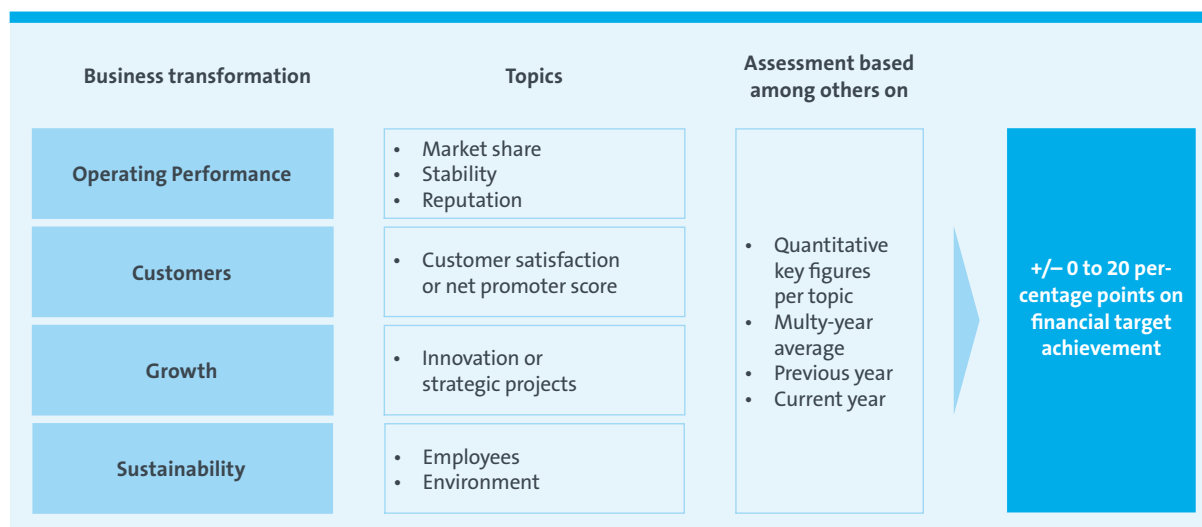 Business transformation
Topics
Assessment based
among others on
Operating Performance
• Market share
• Stability
• Reputation
Customers
• Customer satisfaction
or net promoter score
Growth
• Innovation or
strategic projects
Sustainability
• Employees
• Environment
• Quantitative
key figures
per topic
• Multy-year
average
• Previous year
• Current year
+/– 0 to 20 per-
centage points on
financial target
achievement